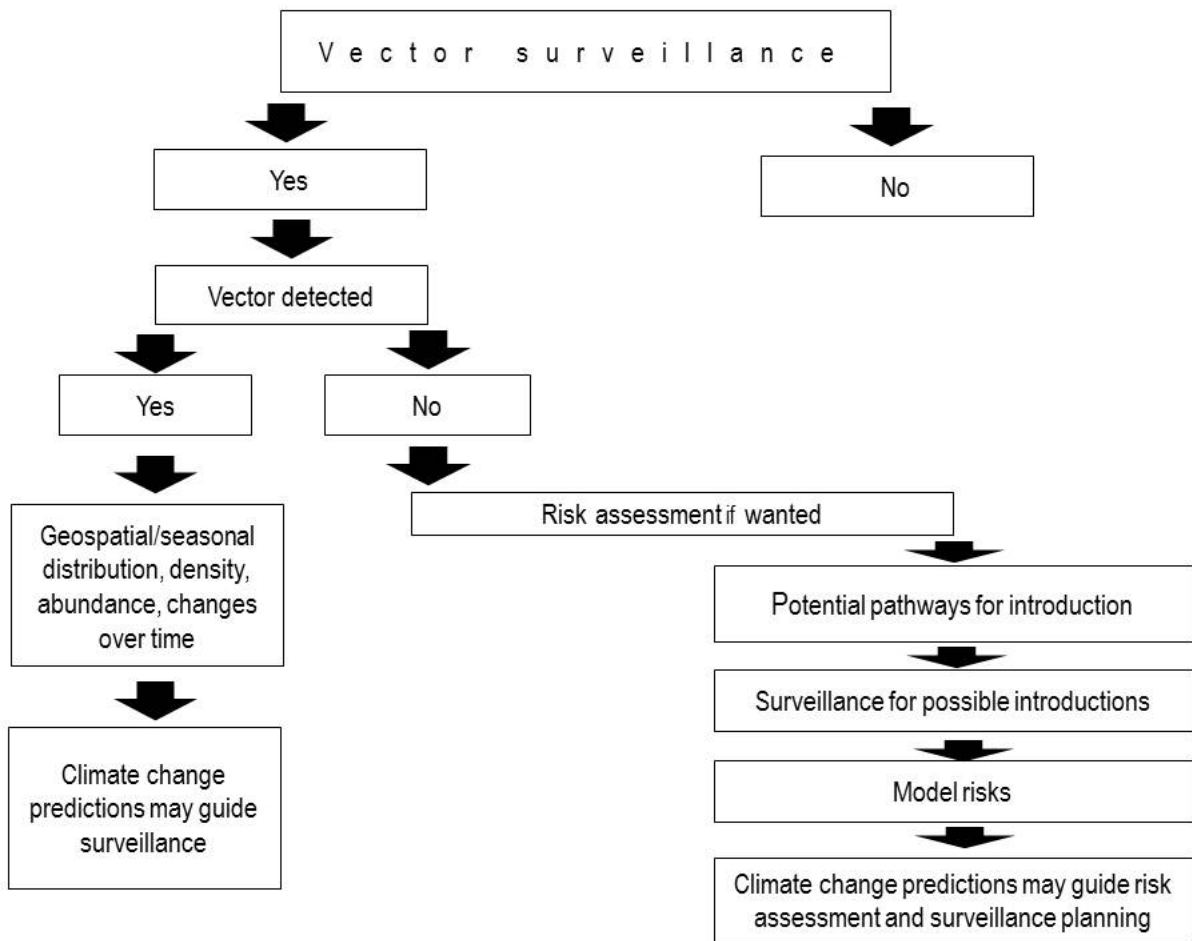 Vector surveillance
Yes
No
Vector detected
Yes
No
Geospatial/seasonal
distribution, density,
abundance, changes
over time
Risk assessment if wanted
Potential pathways for introduction
Surveillance for possible introductions
Climate change
predictions may guide
surveillance
Model risks
Climate change predictions may guide risk
assessment and surveillance planning